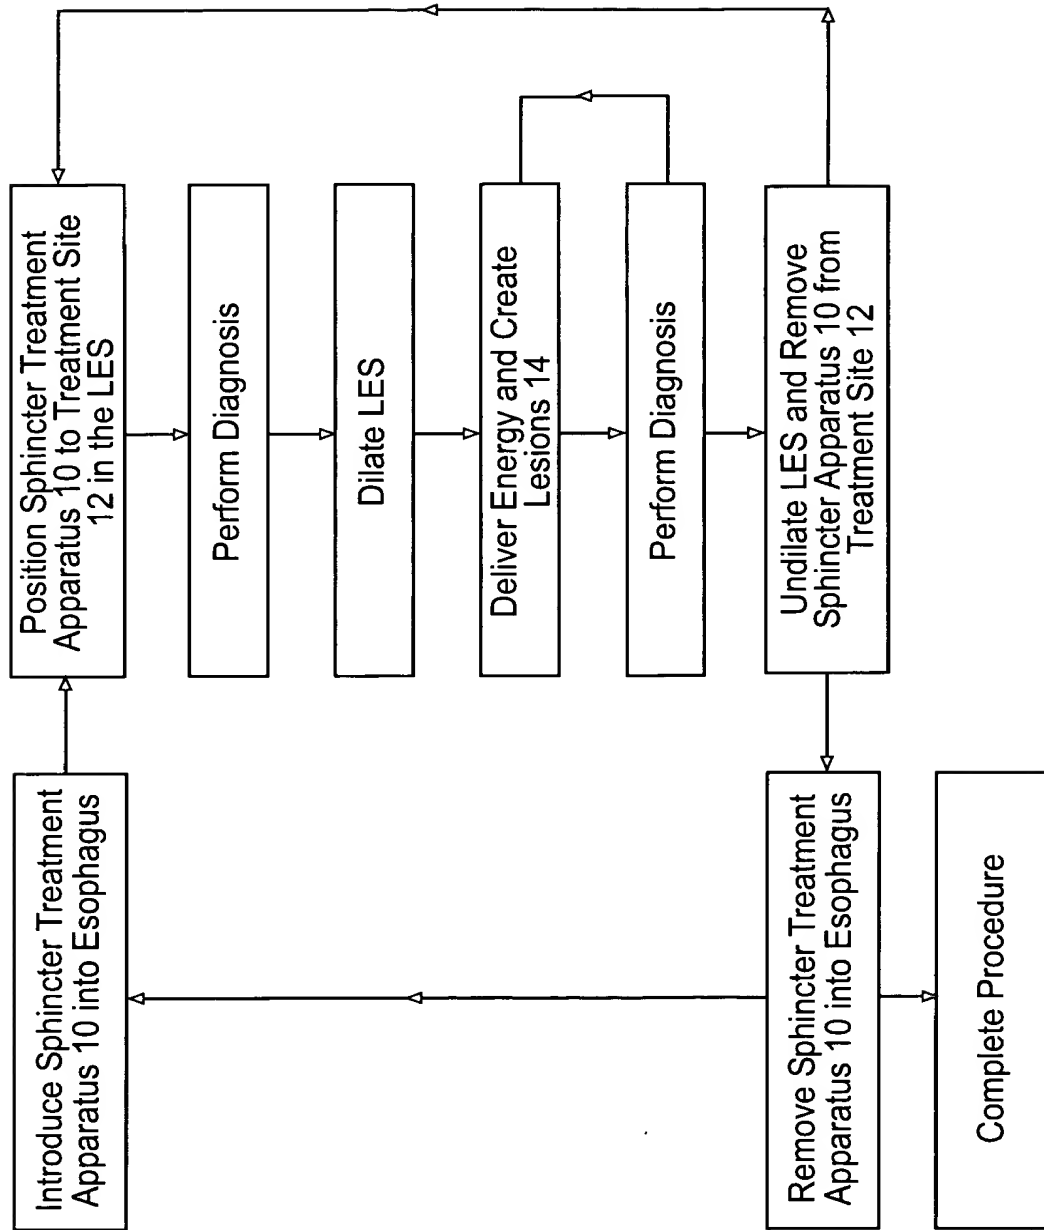 Introduce Sphincter Treatment
Apparatus 10 into Esophagus
Position Sphincter Treatment
Apparatus 10 to Treatment Site
12 in the LES
Perform Diagnosis
Dilate LES
Deliver Energy and Create
Lesions 14
Perform Diagnosis
Undilate LES and Remove
Sphincter Apparatus 10 from
Treatment Site 12
Remove Sphincter Treatment
Apparatus 10 into Esophagus
Complete Procedure